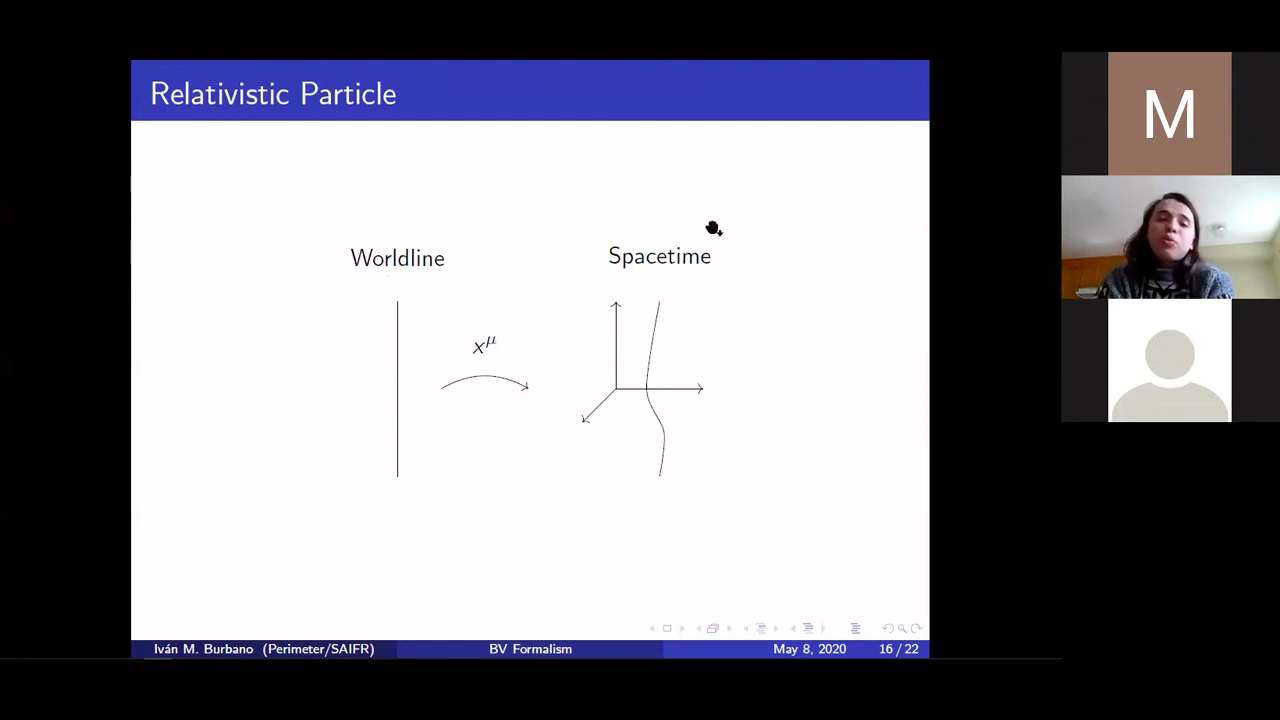 Relativistic Particle
M
Worldline
Spacetime
x^μ
Iván M. Burbano (Perimeter/SAIFR)
BV Formalism
May 8, 2020
16 / 22